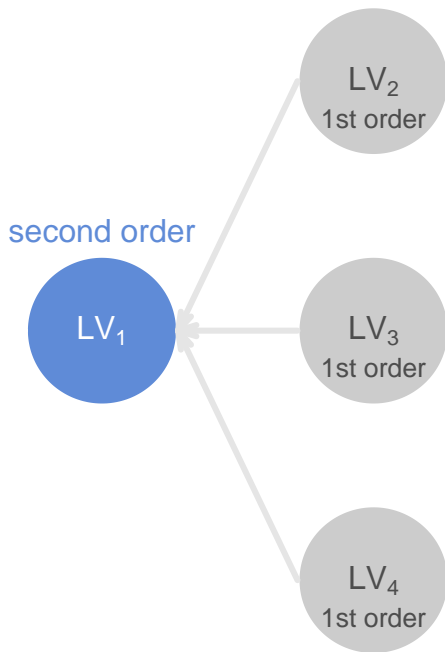 LV₂
1st order
second order
LV₁
LV₃
1st order
LV₄
1st order